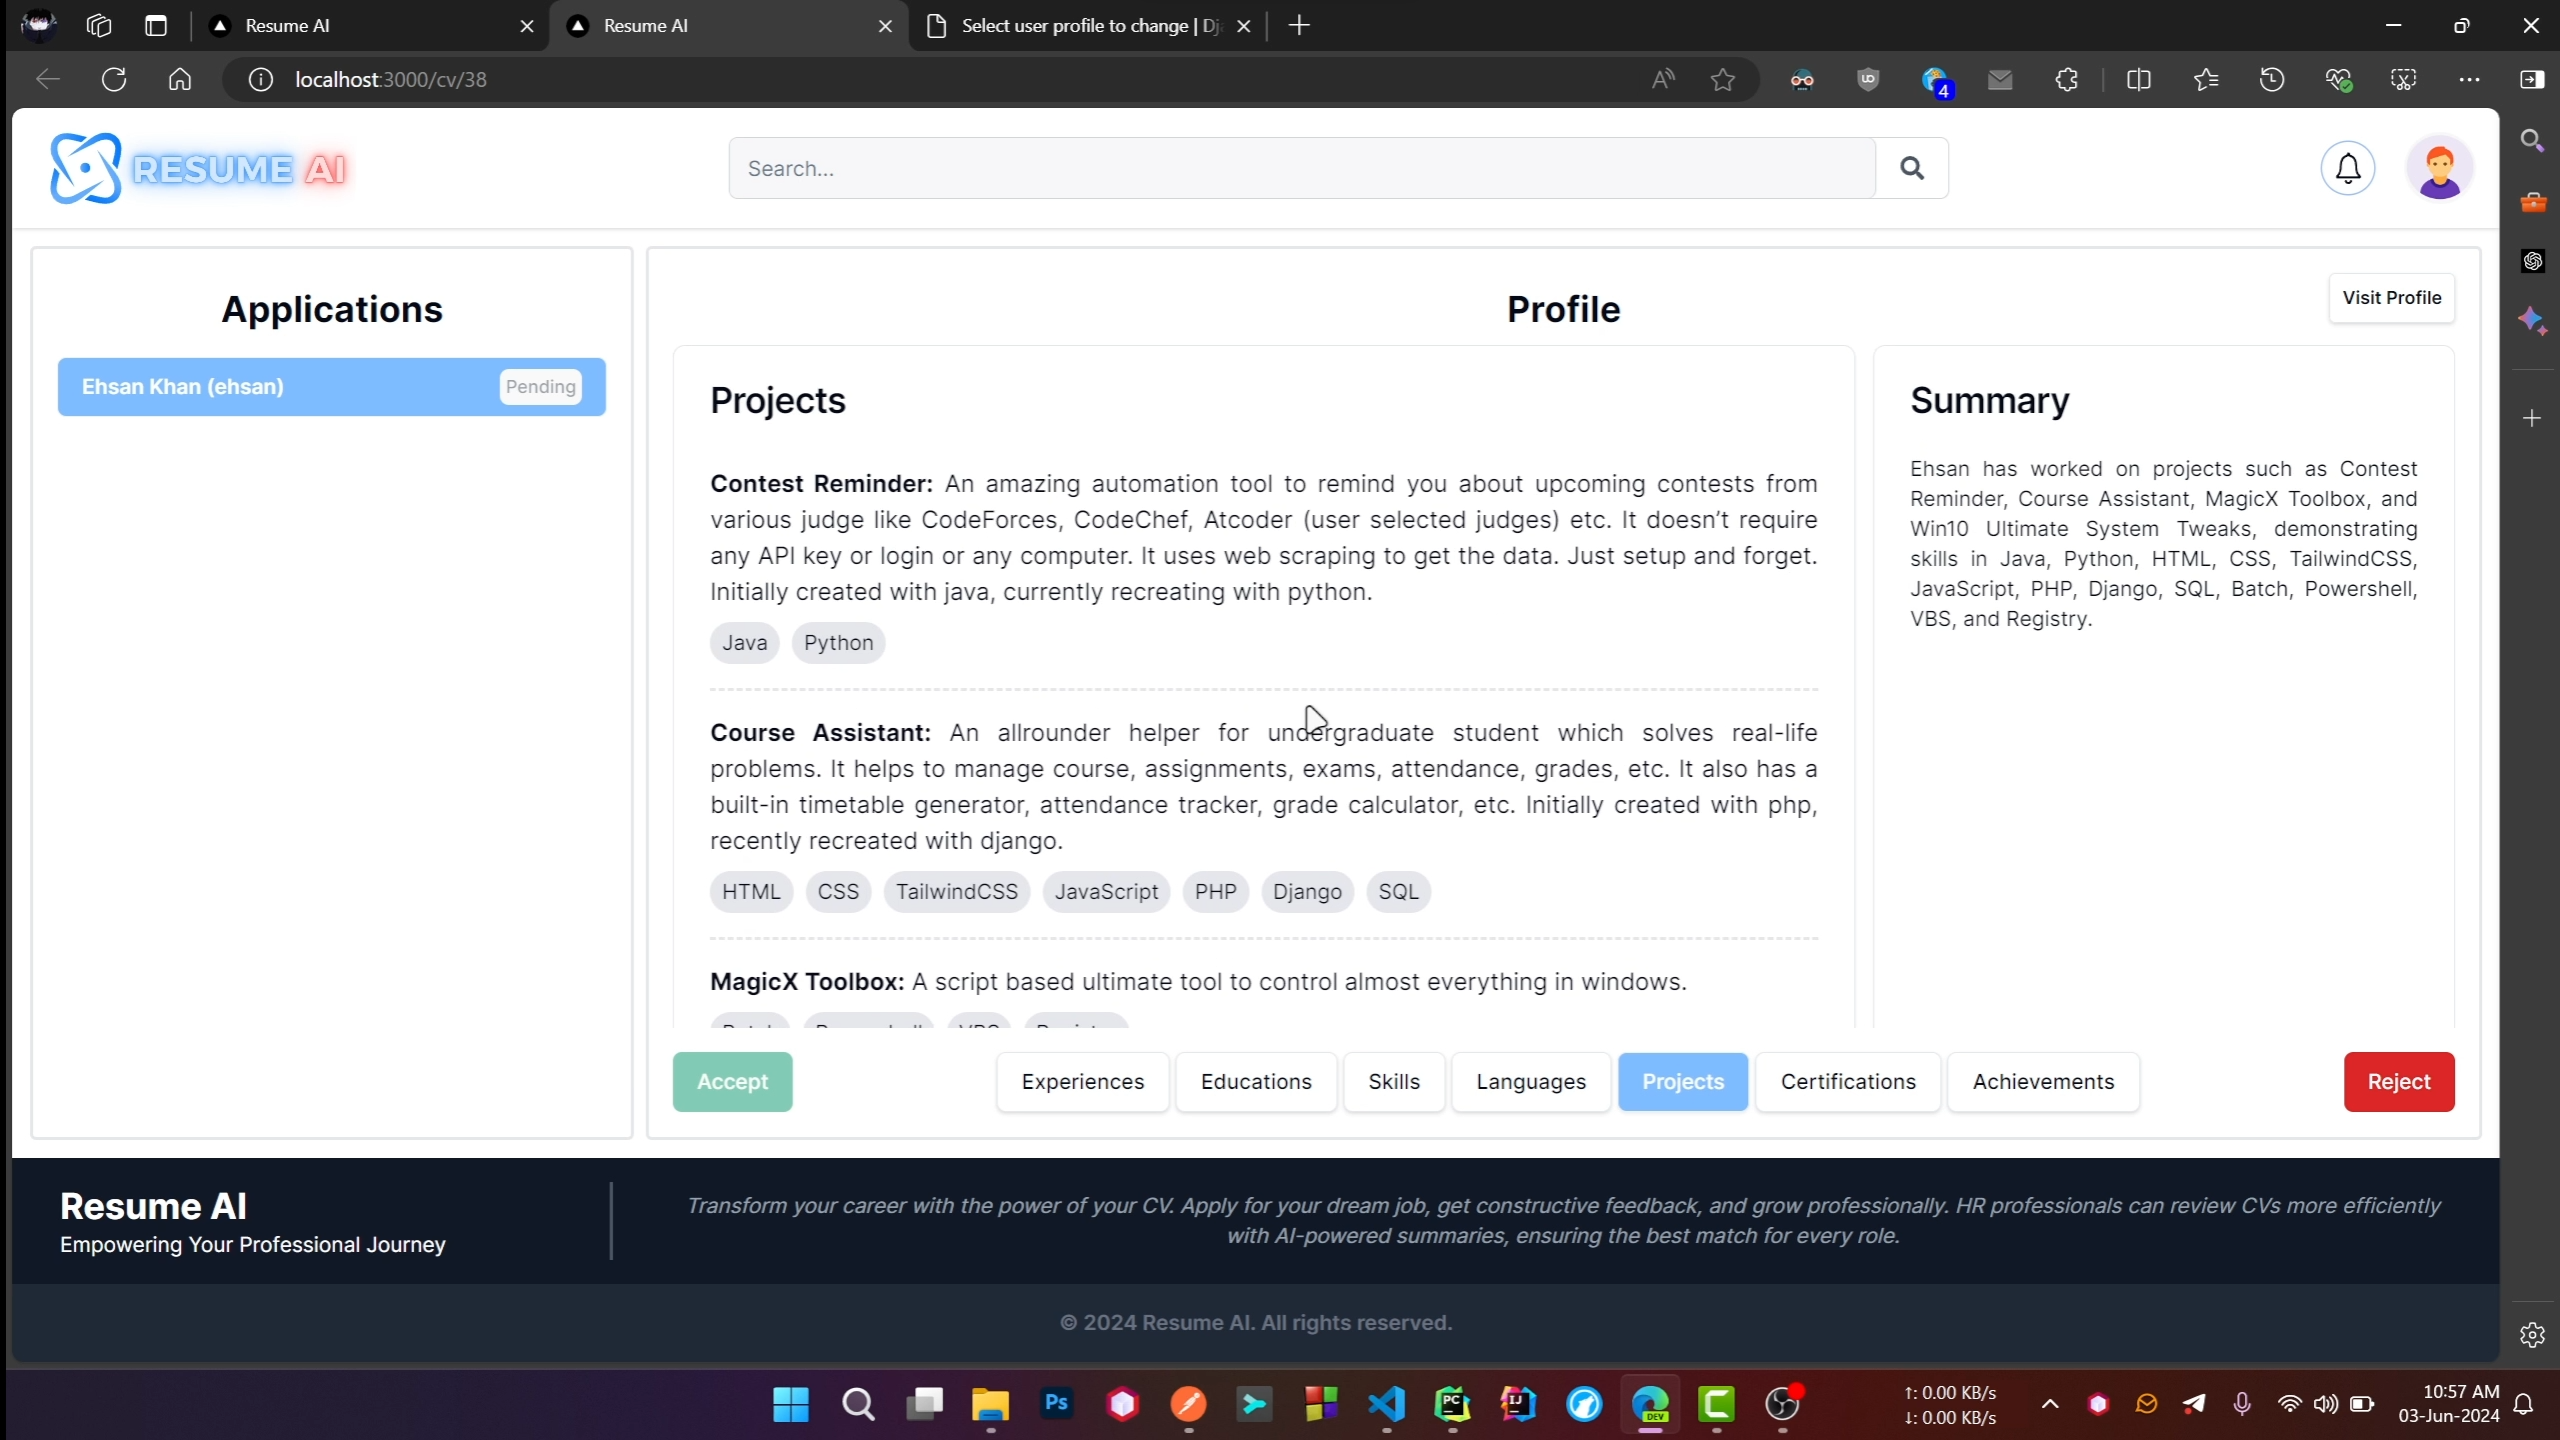 Resume AI
Resume AI
Select user profile to change | Dj
localhost:3000/cv/38
4
RESUME AI
Search...
Applications
Ehsan Khan (ehsan)
Pending
Profile
Visit Profile
Projects
Contest Reminder: An amazing automation tool to remind you about upcoming contests from
various judge like CodeForces, CodeChef, Atcoder (user selected judges) etc. It doesn’t require
any API key or login or any computer. It uses web scraping to get the data. Just setup and forget.
Initially created with java, currently recreating with python.
Java Python
Course Assistant: An allrounder helper for undergraduate student which solves real-life
problems. It helps to manage course, assignments, exams, attendance, grades, etc. It also has a
built-in timetable generator, attendance tracker, grade calculator, etc. Initially created with php,
recently recreated with django.
HTML CSS TailwindCSS JavaScript PHP Django SQL
MagicX Toolbox: A script based ultimate tool to control almost everything in windows.
Batch Powershell VBS Registry
Summary
Ehsan has worked on projects such as Contest
Reminder, Course Assistant, MagicX Toolbox, and
Win10 Ultimate System Tweaks, demonstrating
skills in Java, Python, HTML, CSS, TailwindCSS,
JavaScript, PHP, Django, SQL, Batch, Powershell,
VBS, and Registry.
Accept
Experiences
Educations
Skills
Languages
Projects
Certifications
Achievements
Reject
Resume AI
Empowering Your Professional Journey
Transform your career with the power of your CV. Apply for your dream job, get constructive feedback, and grow professionally. HR professionals can review CVs more efficiently
with AI-powered summaries, ensuring the best match for every role.
© 2024 Resume AI. All rights reserved.
Ps
PC
IJ
DEV
↑: 0.00 KB/s
↓: 0.00 KB/s
10:57 AM
03-Jun-2024